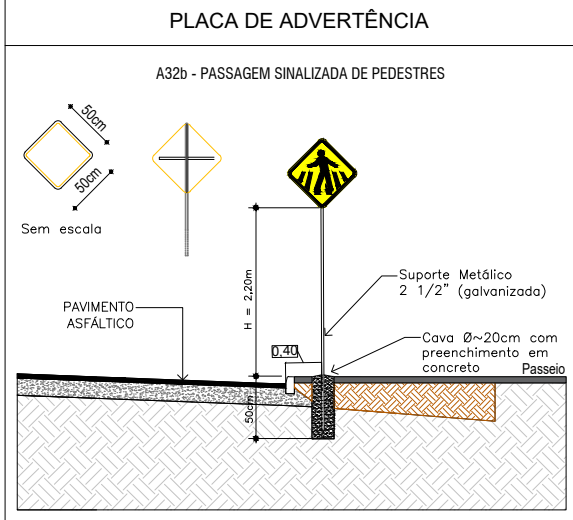 PLACA DE ADVERTÊNCIA
A32b - PASSAGEM SINALIZADA DE PEDESTRES
50cm
50cm
Sem escala
H = 2,20m
Suporte Metálico
2 1/2" (galvanizada)
PAVIMENTO
ASFÁLTICO
0,40
Cava Ø~20cm com
preenchimento em
concreto
Passeio
50cm